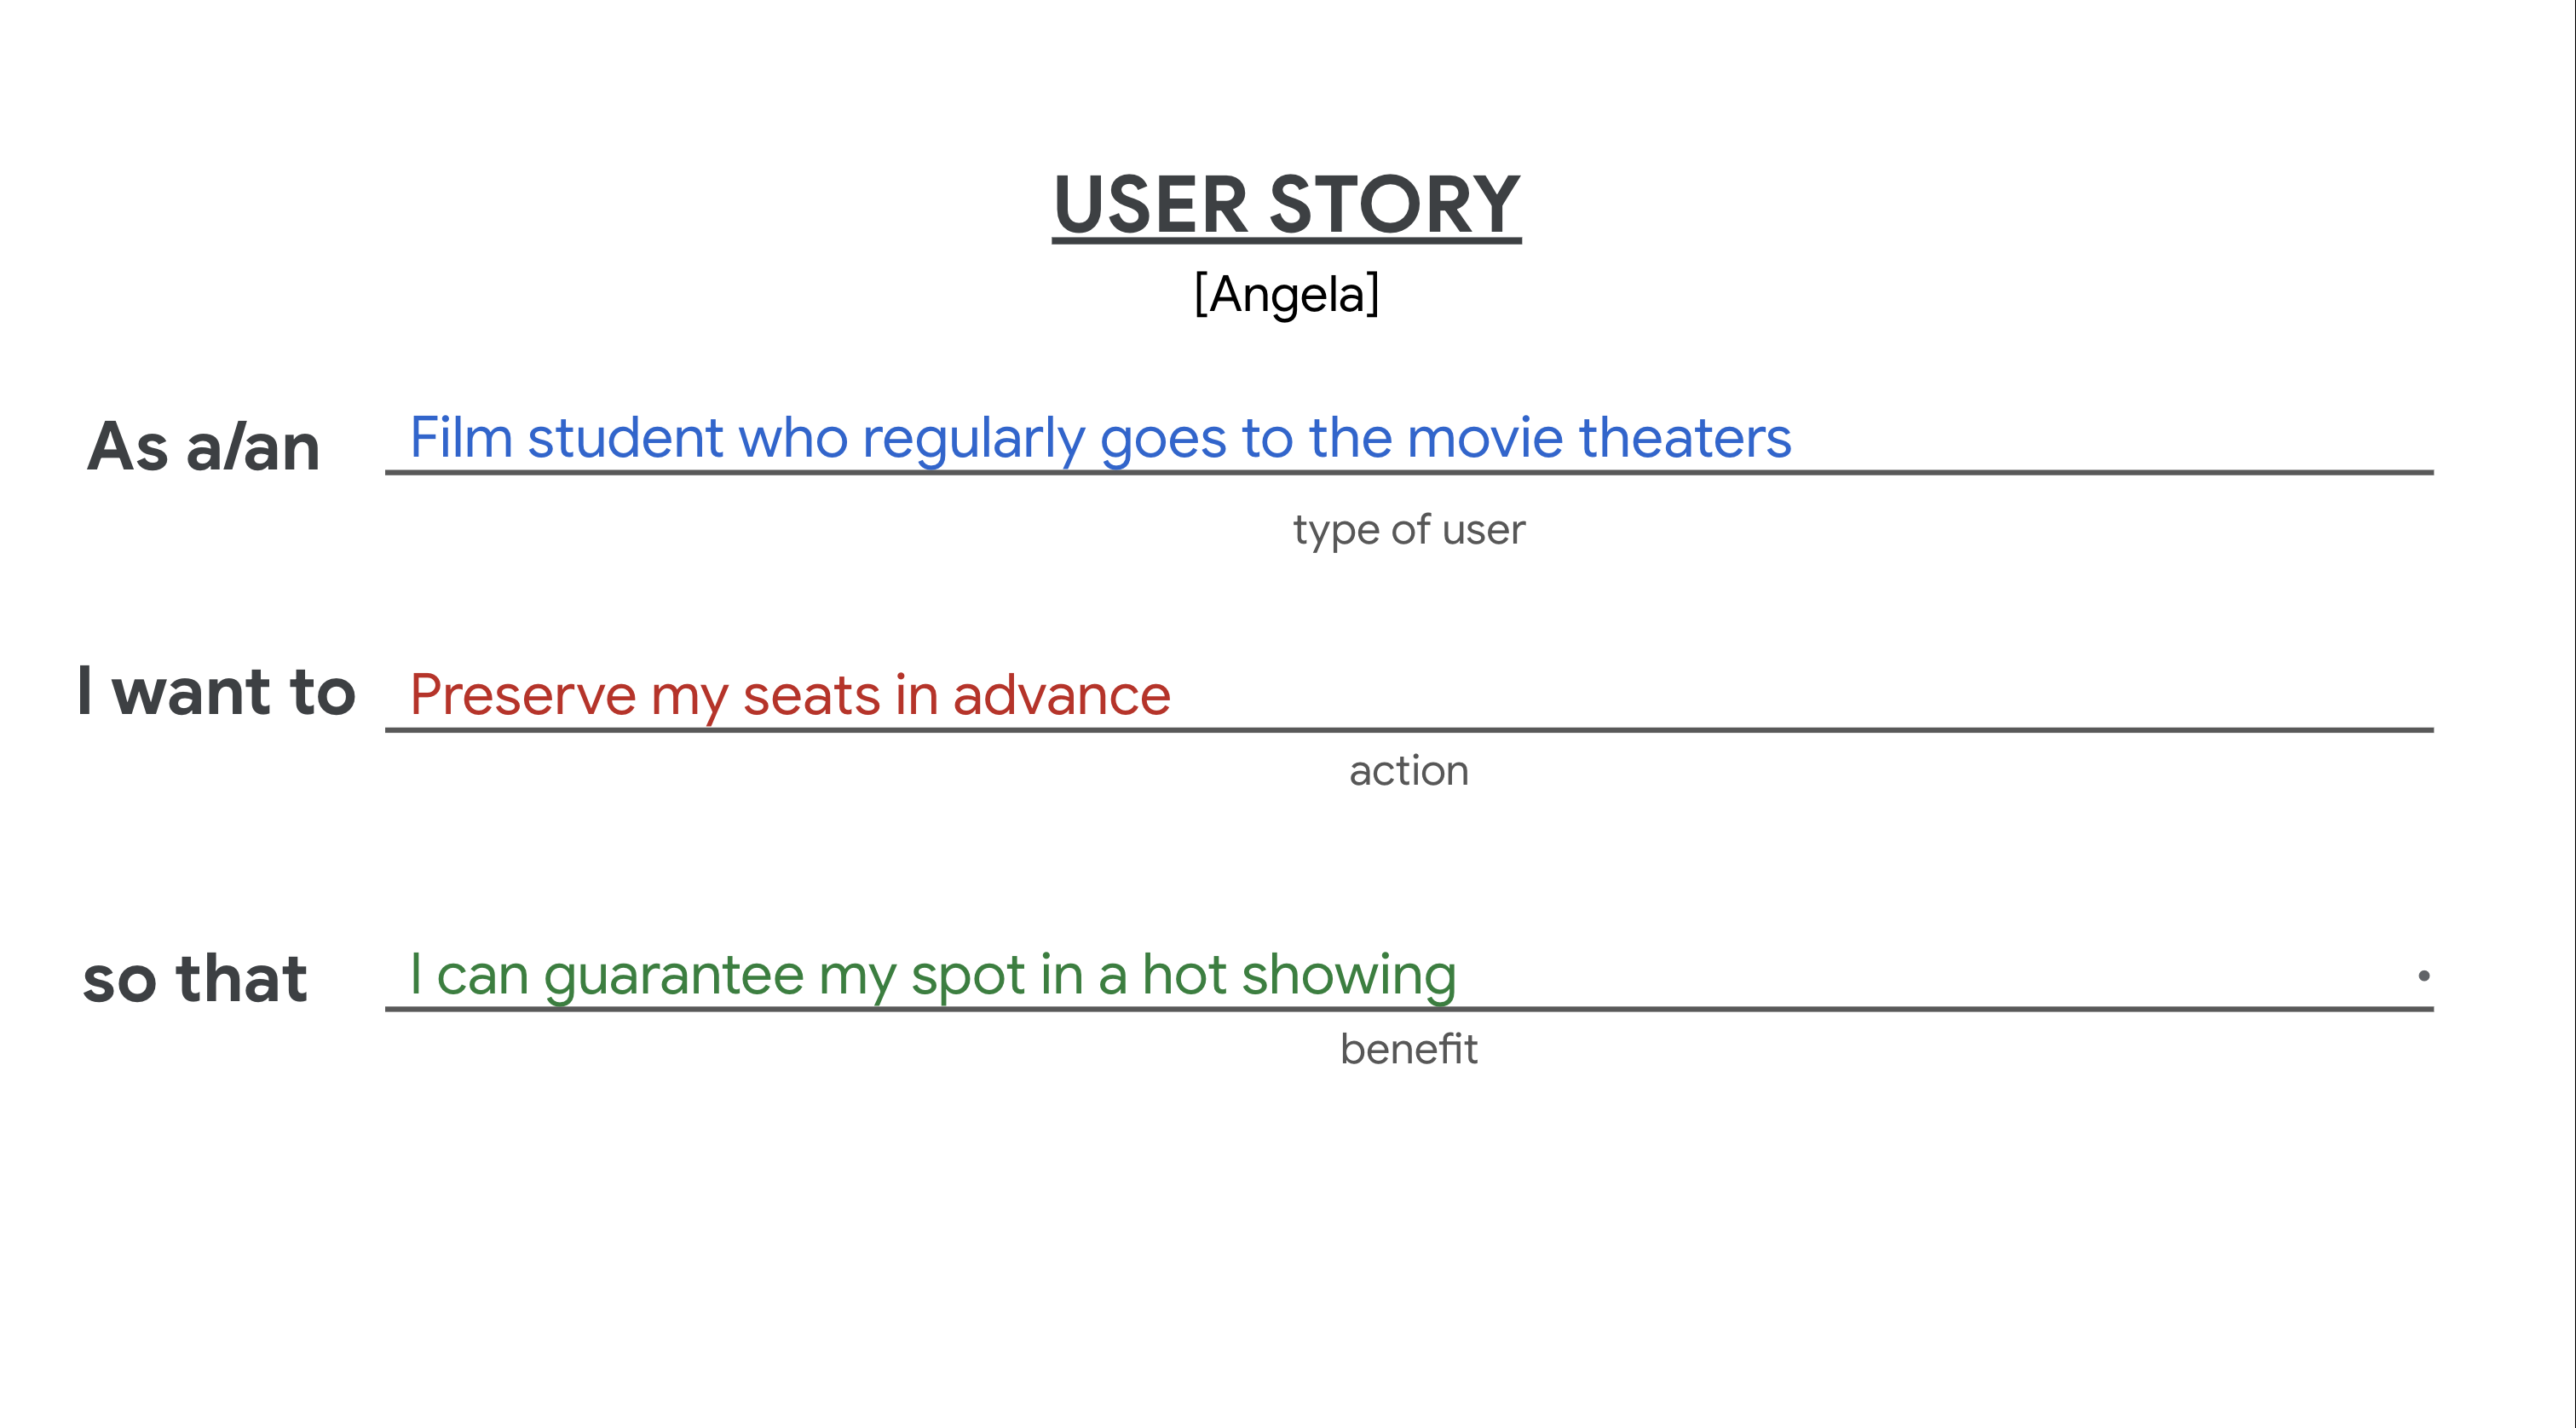 USER STORY
[Angela]
As a/an Film student who regularly goes to the movie theaters
type of user
I want to Preserve my seats in advance
action
so that I can guarantee my spot in a hot showing .
benefit